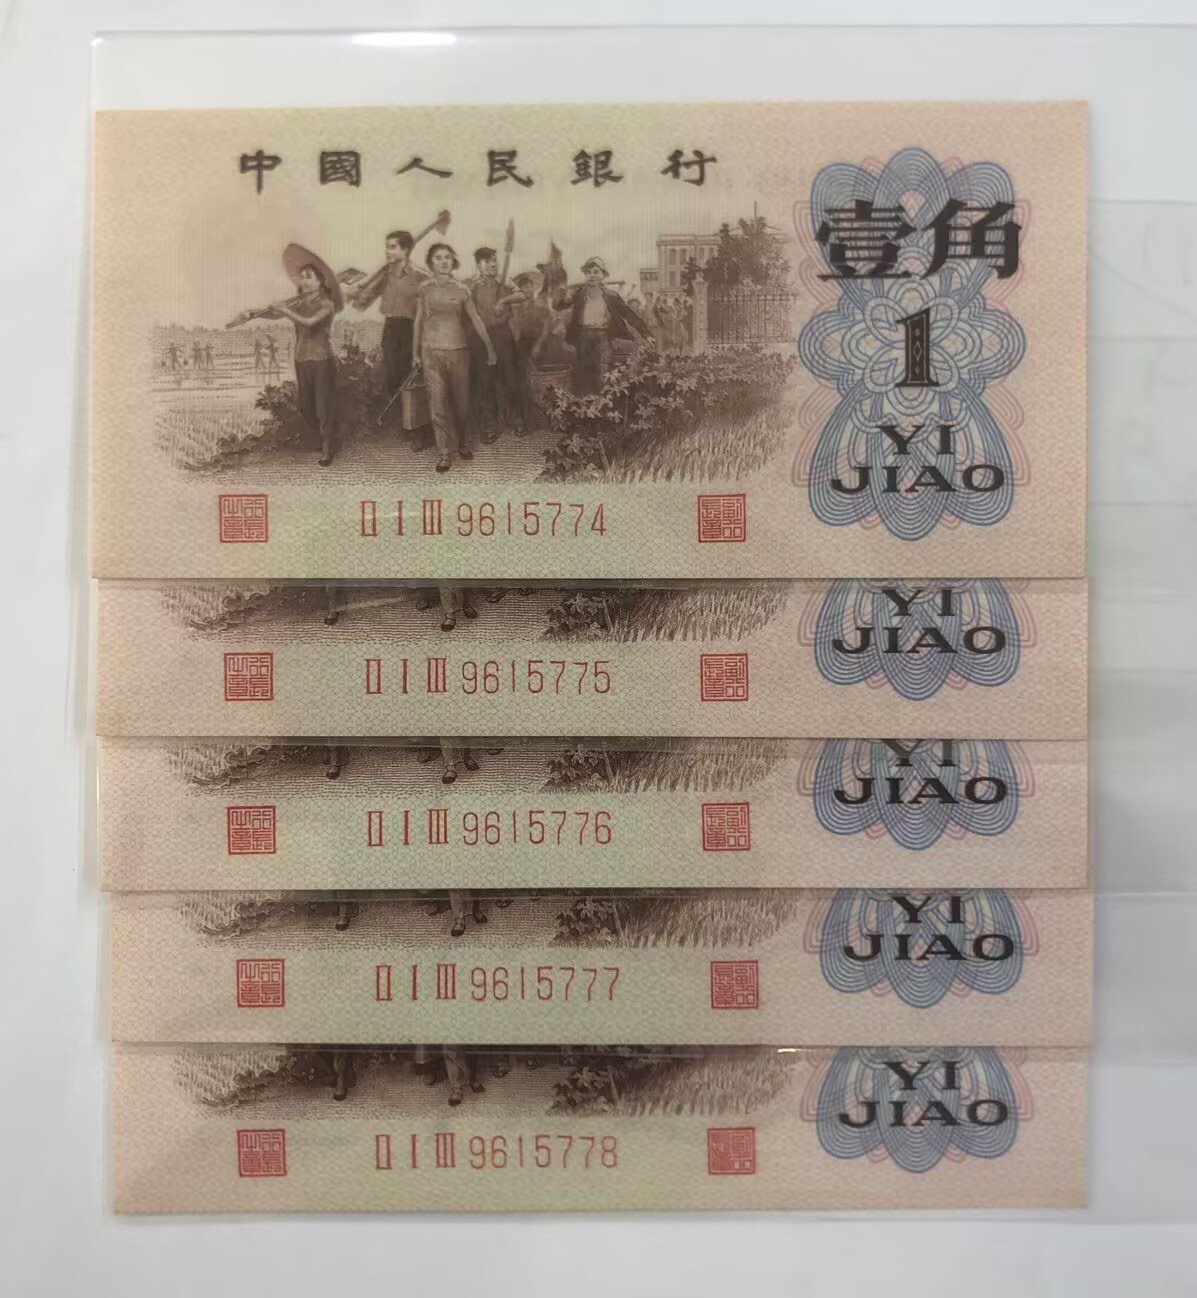 中國人民銀行
壹角
1
YI
JIAO
Ⅱ Ⅰ Ⅲ 9615774
YI
JIAO
Ⅱ Ⅰ Ⅲ 9615775
YI
JIAO
Ⅱ Ⅰ Ⅲ 9615776
YI
JIAO
Ⅱ Ⅰ Ⅲ 9615777
YI
JIAO
Ⅱ Ⅰ Ⅲ 9615778